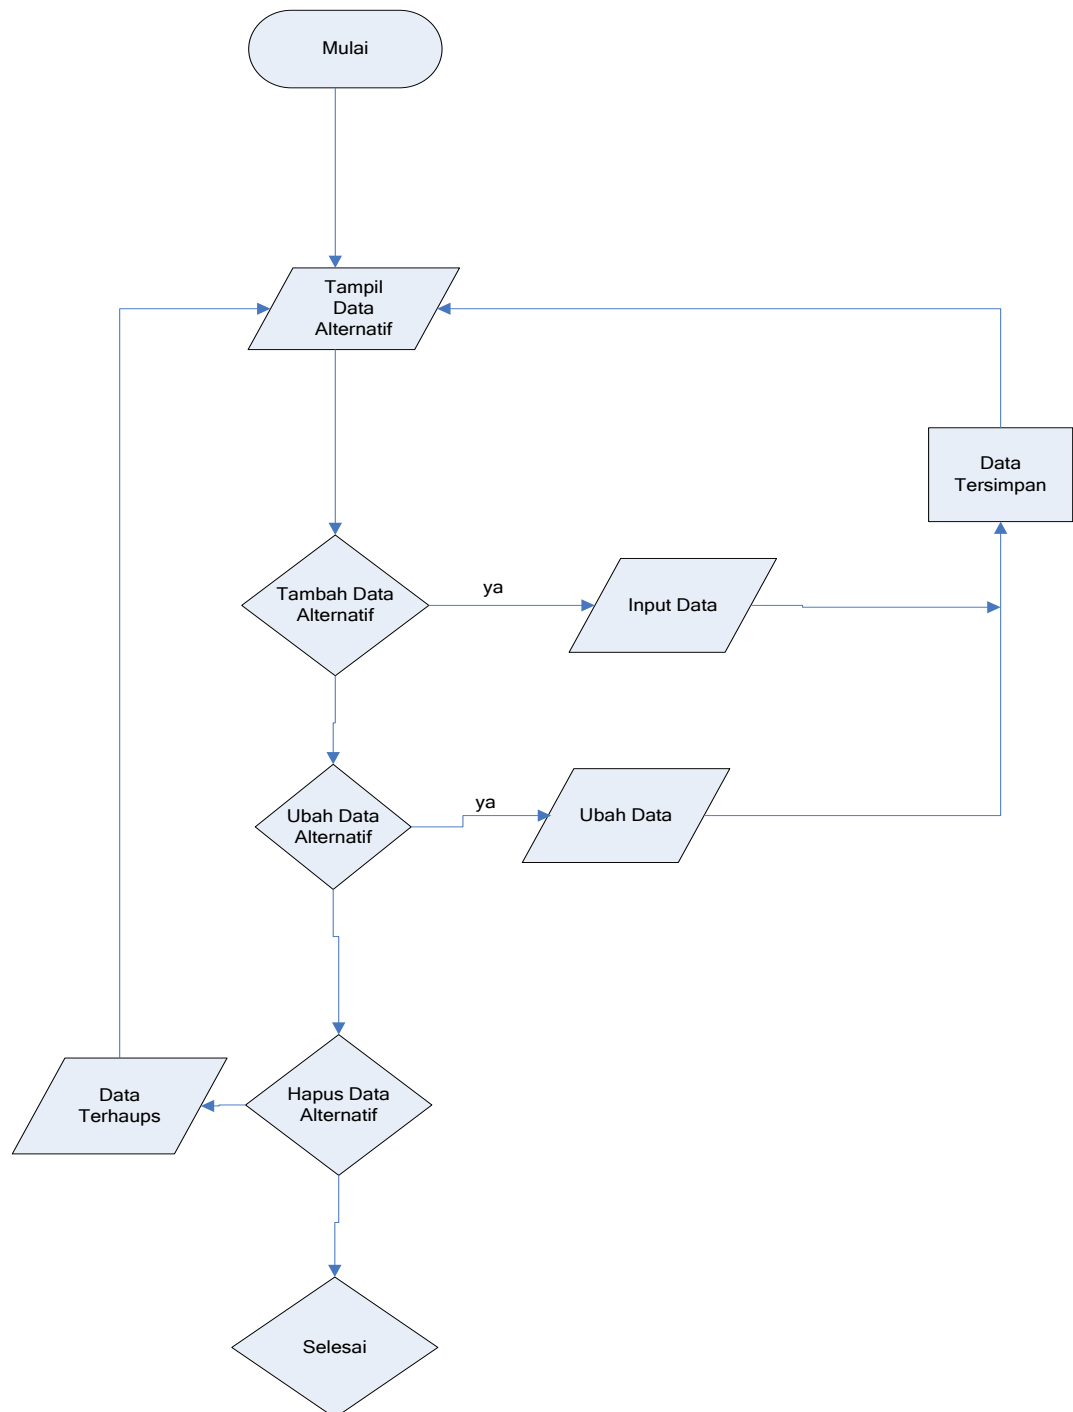 Mulai
Tampil
Data
Alternatif
Data
Tersimpan
Tambah Data
Alternatif
ya
Input Data
Ubah Data
Alternatif
ya
Ubah Data
Data
Terhaups
Hapus Data
Alternatif
Selesai